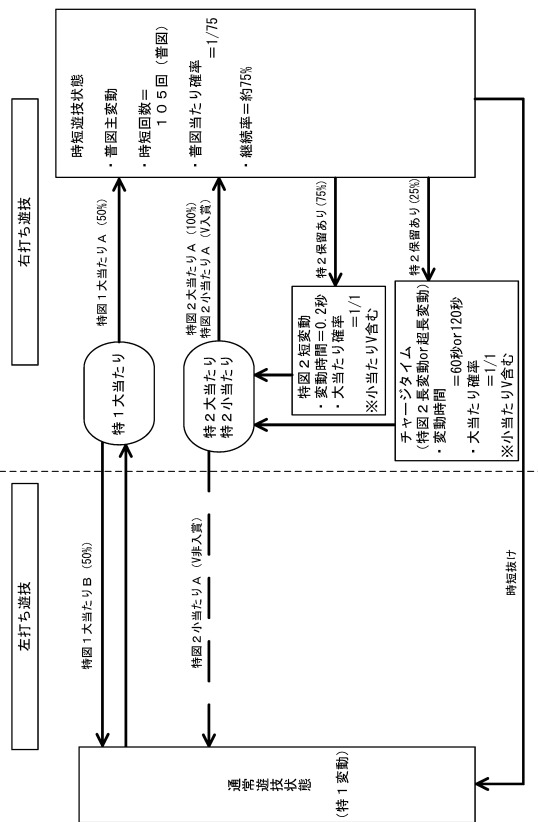 左打ち遊技
右打ち遊技
通常遊技状態
(特1変動)
特図1大当たりB (50%)
特1大当たり
特図1大当たりA (50%)
特図2小当たりA (V非入賞)
特2大当たり
特2小当たり
特図2大当たりA (100%)
特図2小当たりA (V入賞)
時短遊技状態
・普図主変動
・時短回数=
105回 (普図)
・普図当たり確率
=1/75
・継続率=約75%
特2保留あり (75%)
特図2短変動
・変動時間=0.2秒
・大当たり確率
=1/1
※小当たりV含む
特2保留あり (25%)
チャージタイム
(特図2長変動or超長変動)
・変動時間
=60秒or120秒
・大当たり確率
=1/1
※小当たりV含む
時短抜け